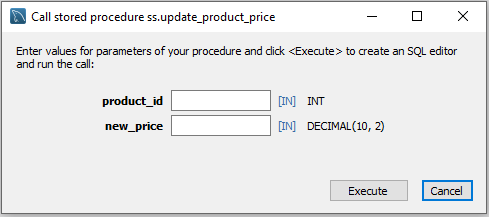 Call stored procedure ss.update_product_price
Enter values for parameters of your procedure and click <Execute> to create an SQL editor
and run the call:
product_id [IN] INT
new_price [IN] DECIMAL(10, 2)
Execute Cancel